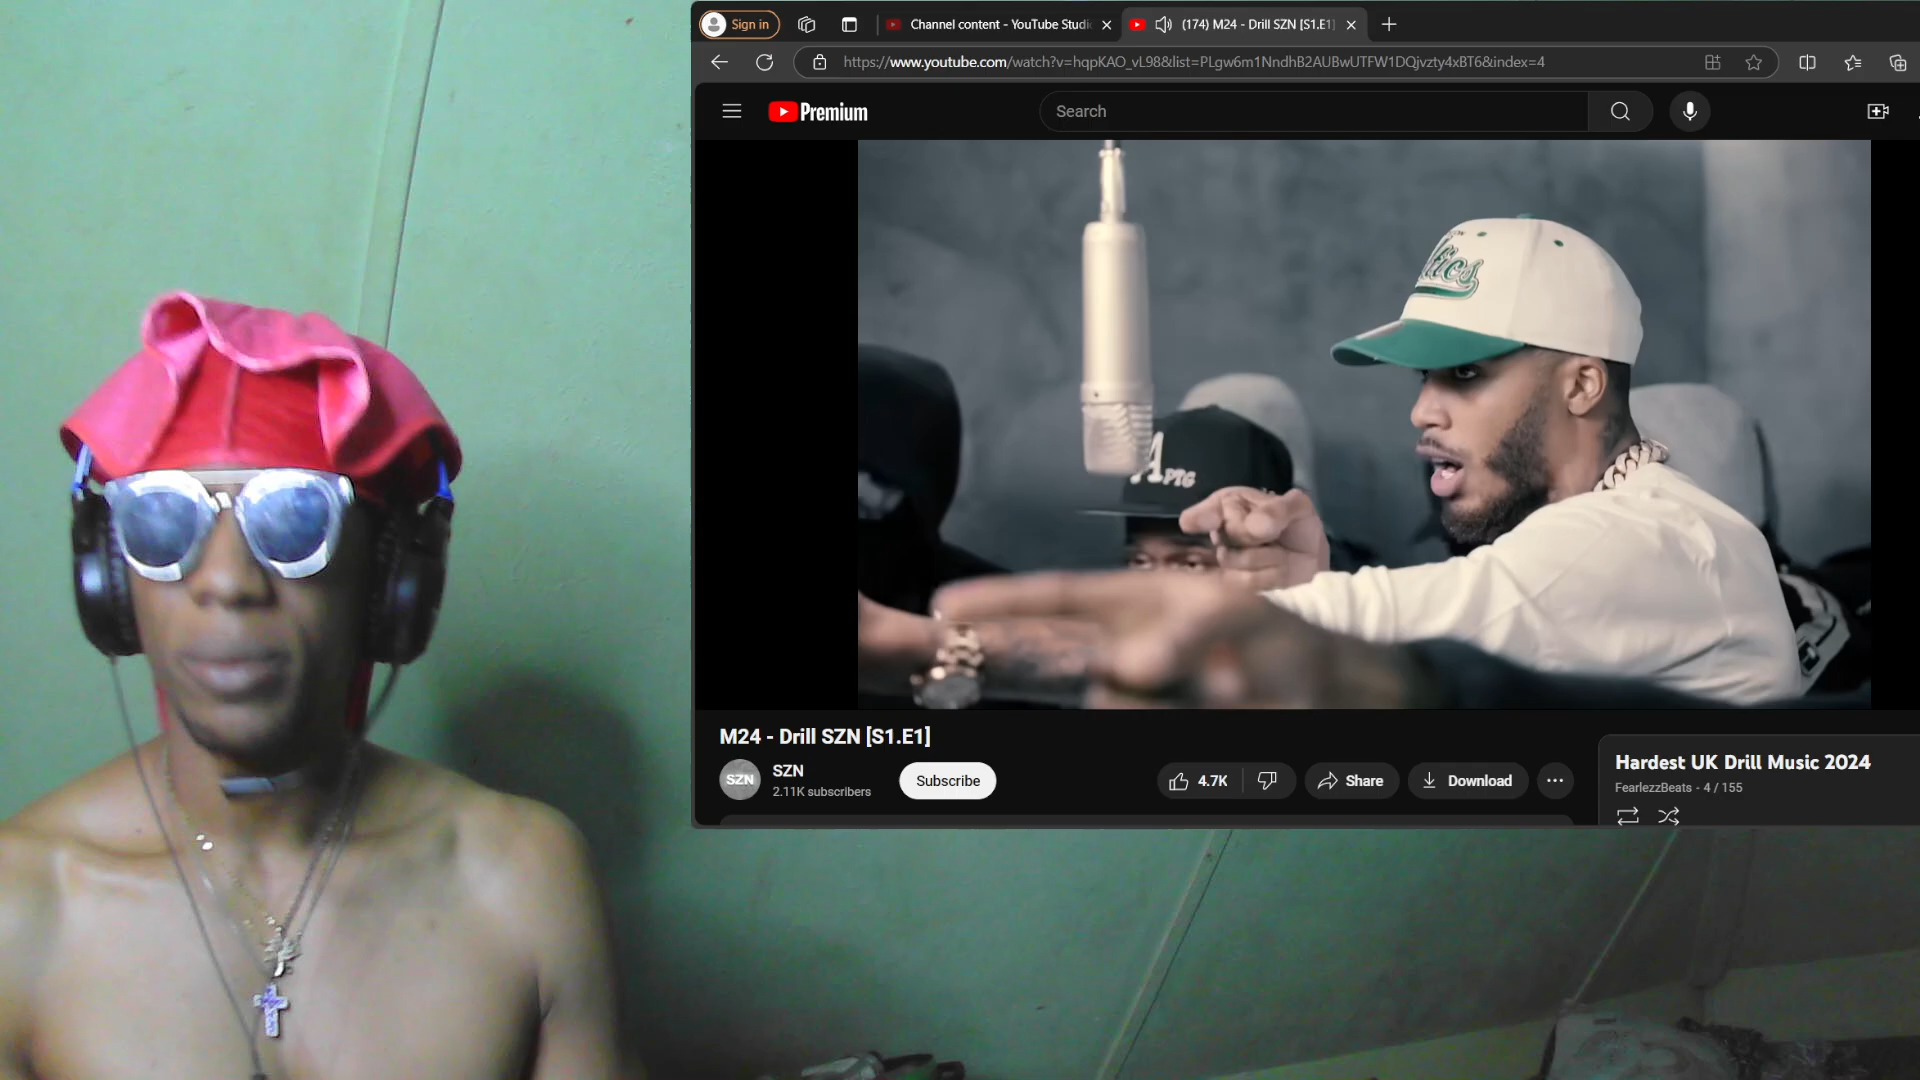 Sign in
Channel content - YouTube Studi
(174) M24 - Drill SZN [S1.E1]
https://www.youtube.com/watch?v=hqpKAO_vL98&list=PLgw6m1NndhB2AUBwUTFW1DQjvzty4xBT6&index=4
Premium
Search
ltics
A PTG
M24 - Drill SZN [S1.E1]
SZN
SZN
2.11K subscribers
Subscribe
4.7K
Share
Download
Hardest UK Drill Music 2024
FearlezzBeats - 4 / 155